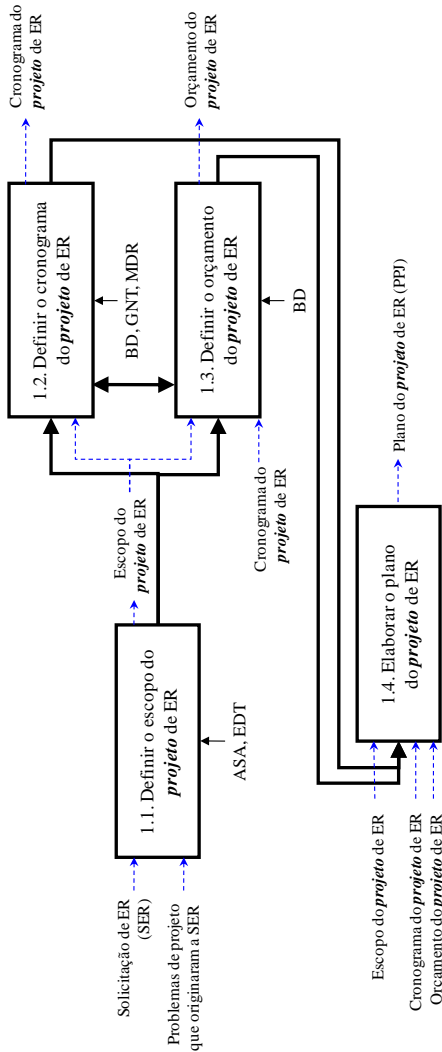 Solicitação de ER
(SER)
Problemas de projeto
que originaram a SER
1.1. Definir o escopo do
projeto de ER
ASA, EDT
Escopo do
projeto de ER
1.2. Definir o cronograma
do projeto de ER
BD, GNT, MDR
Cronograma do
projeto de ER
Cronograma do
projeto de ER
1.3. Definir o orçamento
do projeto de ER
BD
Orçamento do
projeto de ER
Escopo do projeto de ER
Cronograma do projeto de ER
Orçamento do projeto de ER
1.4. Elaborar o plano
do projeto de ER
Plano do projeto de ER (PPJ)